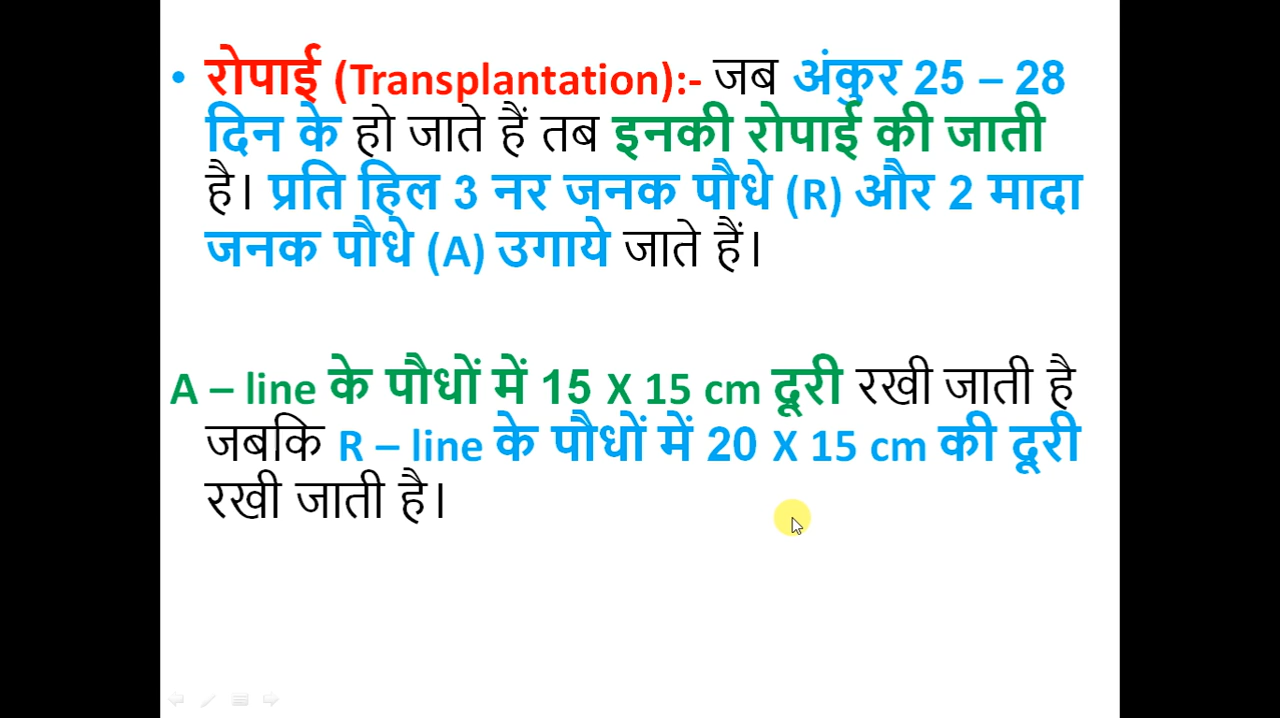 • रोपाई (Transplantation):- जब अंकुर 25 – 28
दिन के हो जाते हैं तब इनकी रोपाई की जाती
है। प्रति हिल 3 नर जनक पौधे (R) और 2 मादा
जनक पौधे (A) उगाये जाते हैं।
A – line के पौधों में 15 X 15 cm दूरी रखी जाती है
जबकि R – line के पौधों में 20 X 15 cm की दूरी
रखी जाती है।